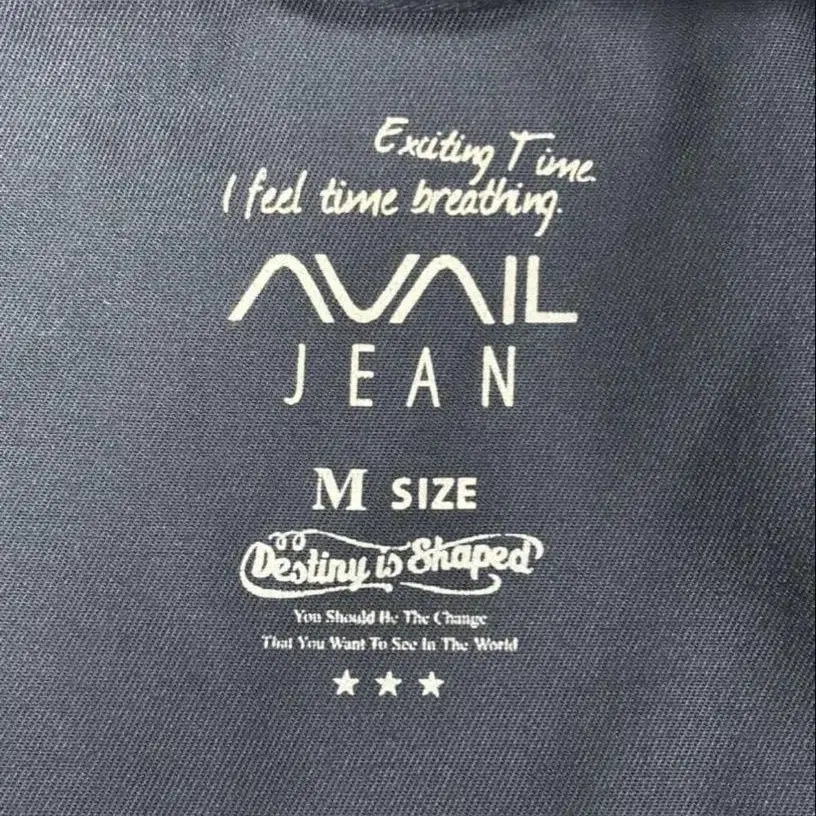 Exciting Time
I feel time breathing.
AVAIL
JEAN
M SIZE
Destiny is Shaped
You Should Be The Change
That You Want To See In The World